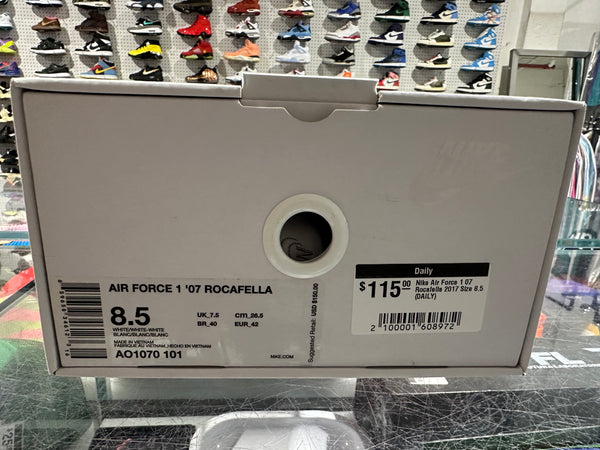 NIKE
AIR FORCE 1 '07 ROCAFELLA
8.5
UK_7.5
cm_26.5
BR_40
EUR_42
WHITE/WHITE-WHITE
BLANC/BLANC/BLANC
MADE IN VIETNAM
FABRIQUE AU VIETNAM_HECHO EN VIETNAM
AO1070 101
NIKE.COM
Suggested Retail: USD $150.00
Daily
$115.00
Nike Air Force 1 07
Rocafella 2017 Size 8.5
(DAILY)
2 100001 608972
FL